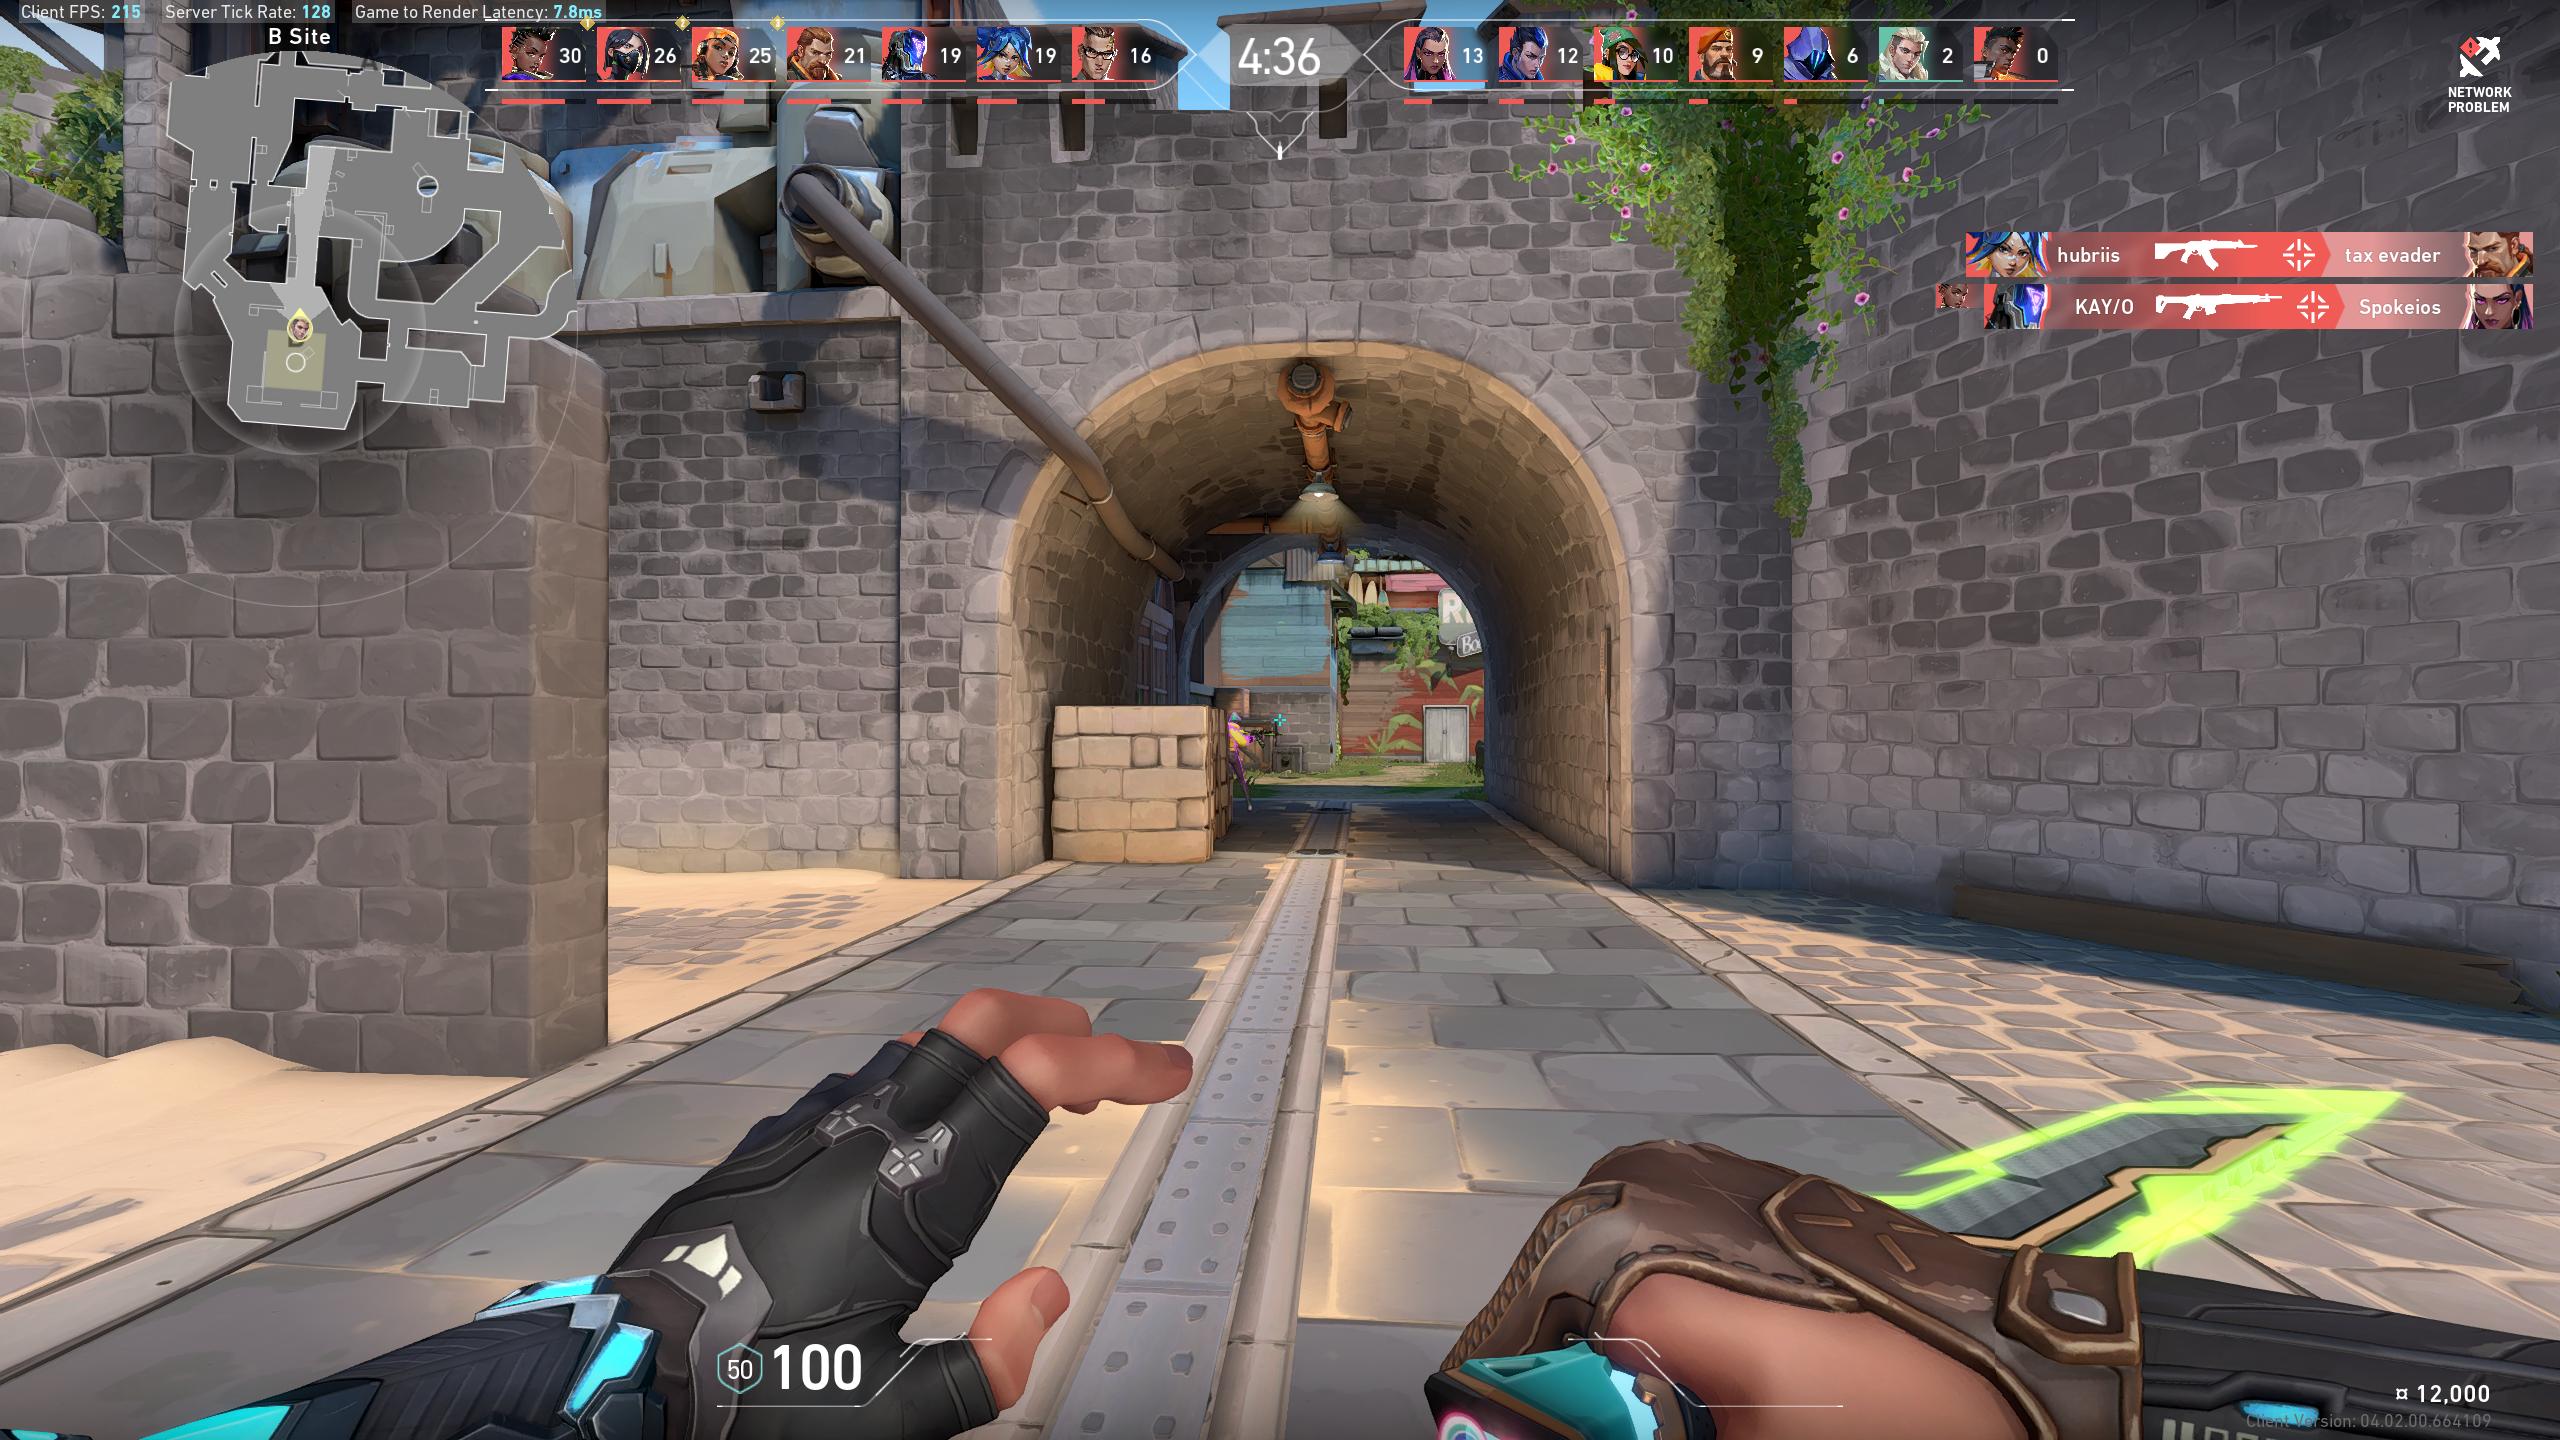 Client FPS: 215 Server Tick Rate: 128 Game to Render Latency: 7.8ms
B Site
30 26 25 21 19 19 16 4:36 13 12 10 9 6 2 0
NETWORK
PROBLEM
hubriis tax evader
KAY/O Spokeios
50 100
¤ 12,000
Client Version: 04.02.00.664109